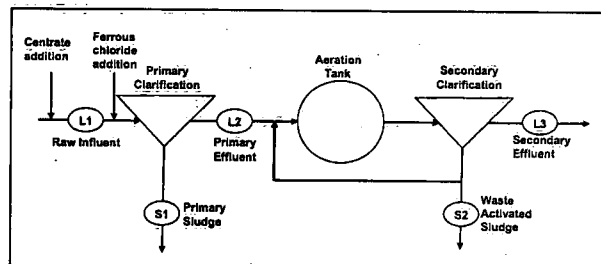 Centrate
addition
Ferrous
chloride
addition
Primary
Clarification
Aeration
Tank
Secondary
Clarification
L1
L2
L3
Raw Influent
Primary
Effluent
Secondary
Effluent
S1
Primary
Sludge
S2
Waste
Activated
Sludge